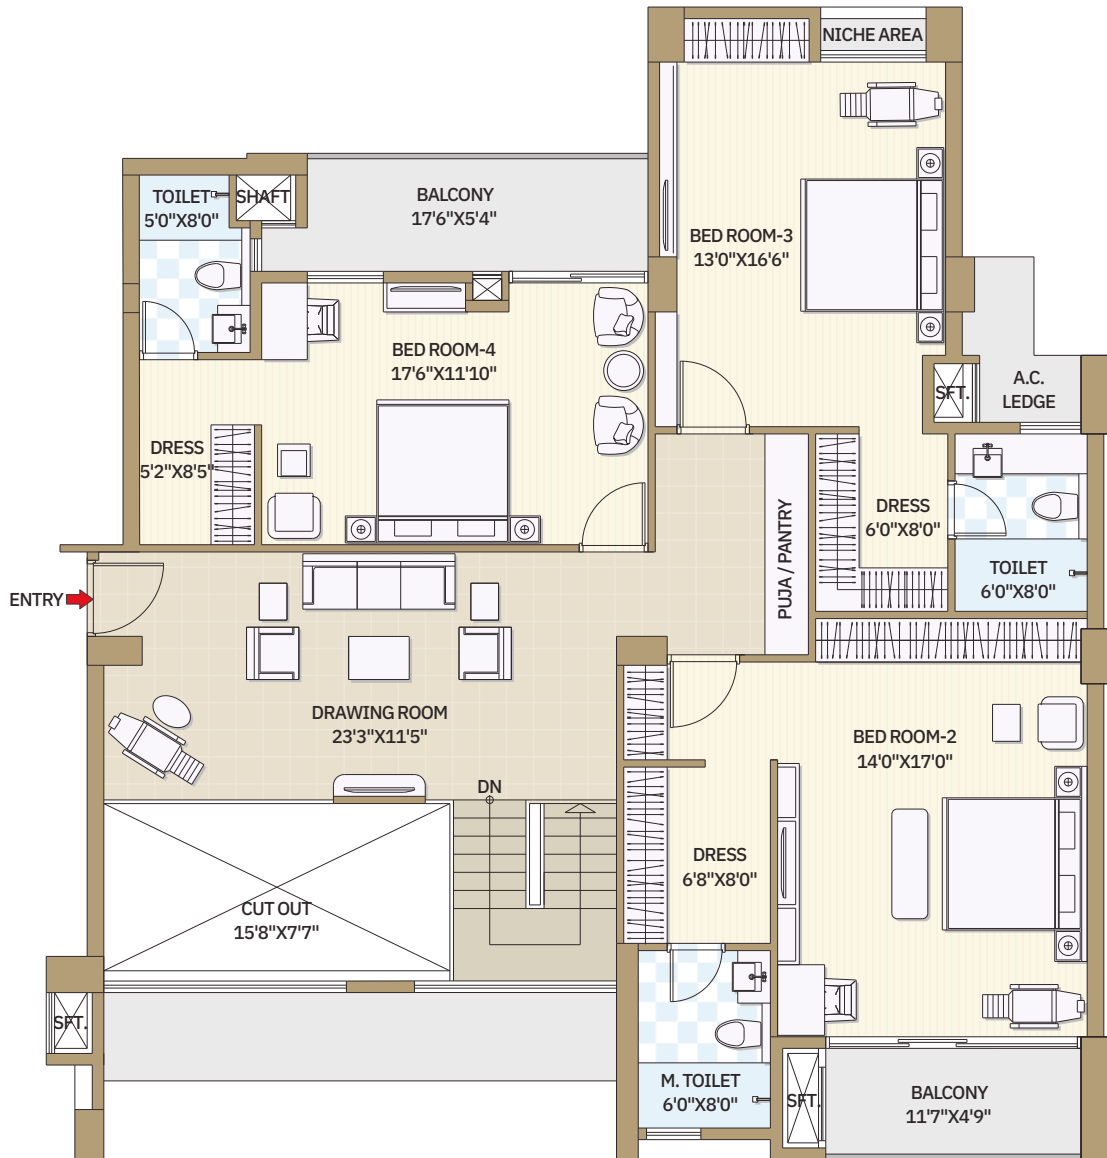 NICHE AREA
TOILET
5'0"X8'0"
SHAFT
BALCONY
17'6"X5'4"
BED ROOM-3
13'0"X16'6"
BED ROOM-4
17'6"X11'10"
SFT.
A.C.
LEDGE
DRESS
5'2"X8'5"
DRESS
6'0"X8'0"
PUJA / PANTRY
TOILET
6'0"X8'0"
ENTRY
DRAWING ROOM
23'3"X11'5"
BED ROOM-2
14'0"X17'0"
DN
DRESS
6'8"X8'0"
CUT OUT
15'8"X7'7"
SFT.
M. TOILET
6'0"X8'0"
SFT.
BALCONY
11'7"X4'9"